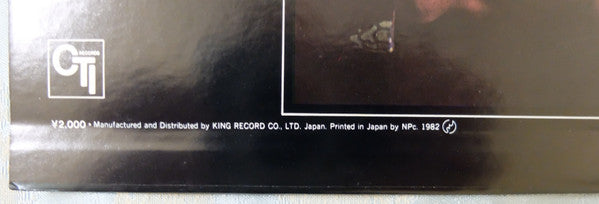 CTI
RECORDS
¥2,000 • Manufactured and Distributed by KING RECORD CO., LTD. Japan. Printed in Japan by NPc. 1982